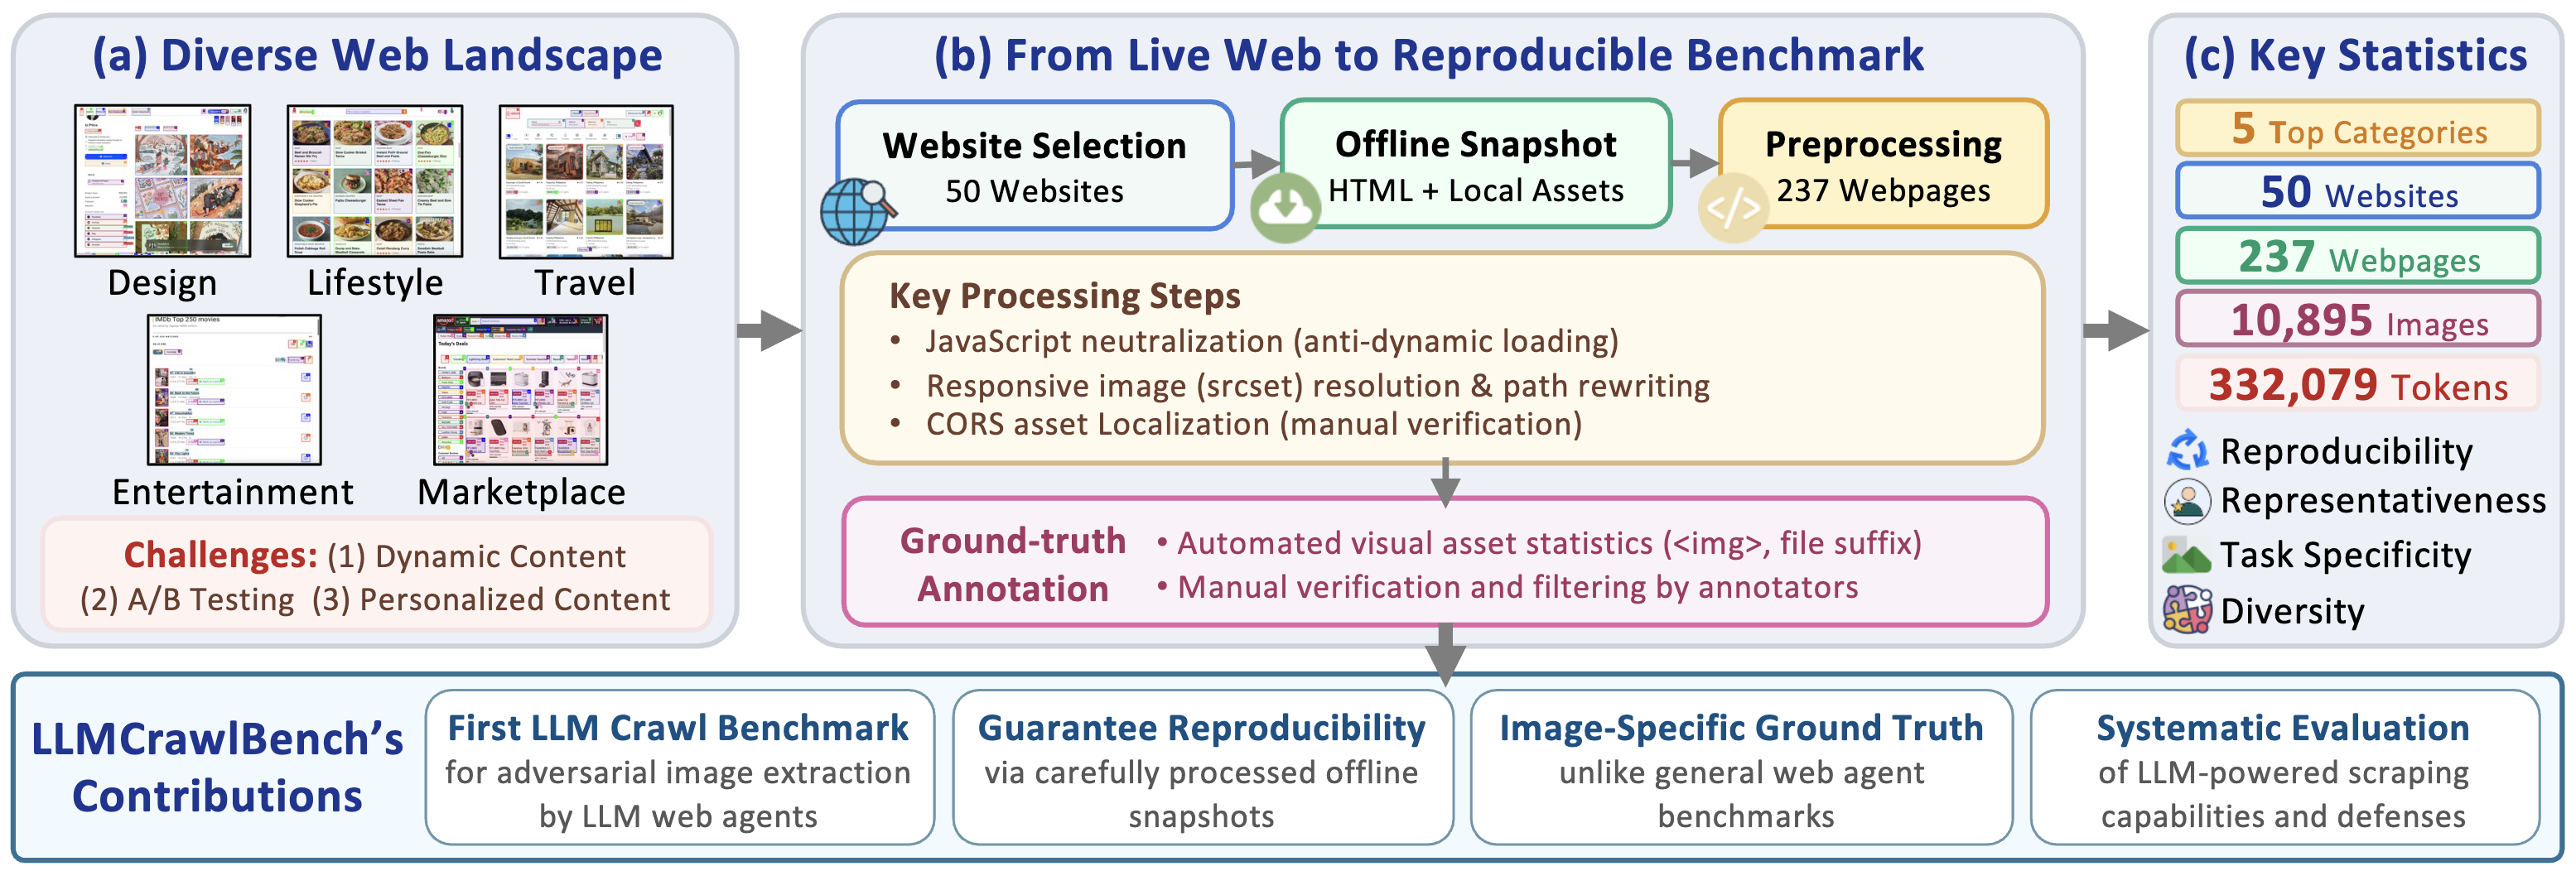 (a) Diverse Web Landscape
Design
Lifestyle
Travel
IMDb Top 250 movies
Today's Deals
Entertainment
Marketplace
Challenges: (1) Dynamic Content
(2) A/B Testing (3) Personalized Content
(b) From Live Web to Reproducible Benchmark
Website Selection
50 Websites
Offline Snapshot
HTML + Local Assets
Preprocessing
</>
237 Webpages
Key Processing Steps
• JavaScript neutralization (anti-dynamic loading)
• Responsive image (srcset) resolution & path rewriting
• CORS asset Localization (manual verification)
Ground-truth
Annotation
• Automated visual asset statistics (<img>, file suffix)
• Manual verification and filtering by annotators
(c) Key Statistics
5 Top Categories
50 Websites
237 Webpages
10,895 Images
332,079 Tokens
Reproducibility
Representativeness
Task Specificity
Diversity
LLMCrawlBench's
Contributions
First LLM Crawl Benchmark
for adversarial image extraction
by LLM web agents
Guarantee Reproducibility
via carefully processed offline
snapshots
Image-Specific Ground Truth
unlike general web agent
benchmarks
Systematic Evaluation
of LLM-powered scraping
capabilities and defenses